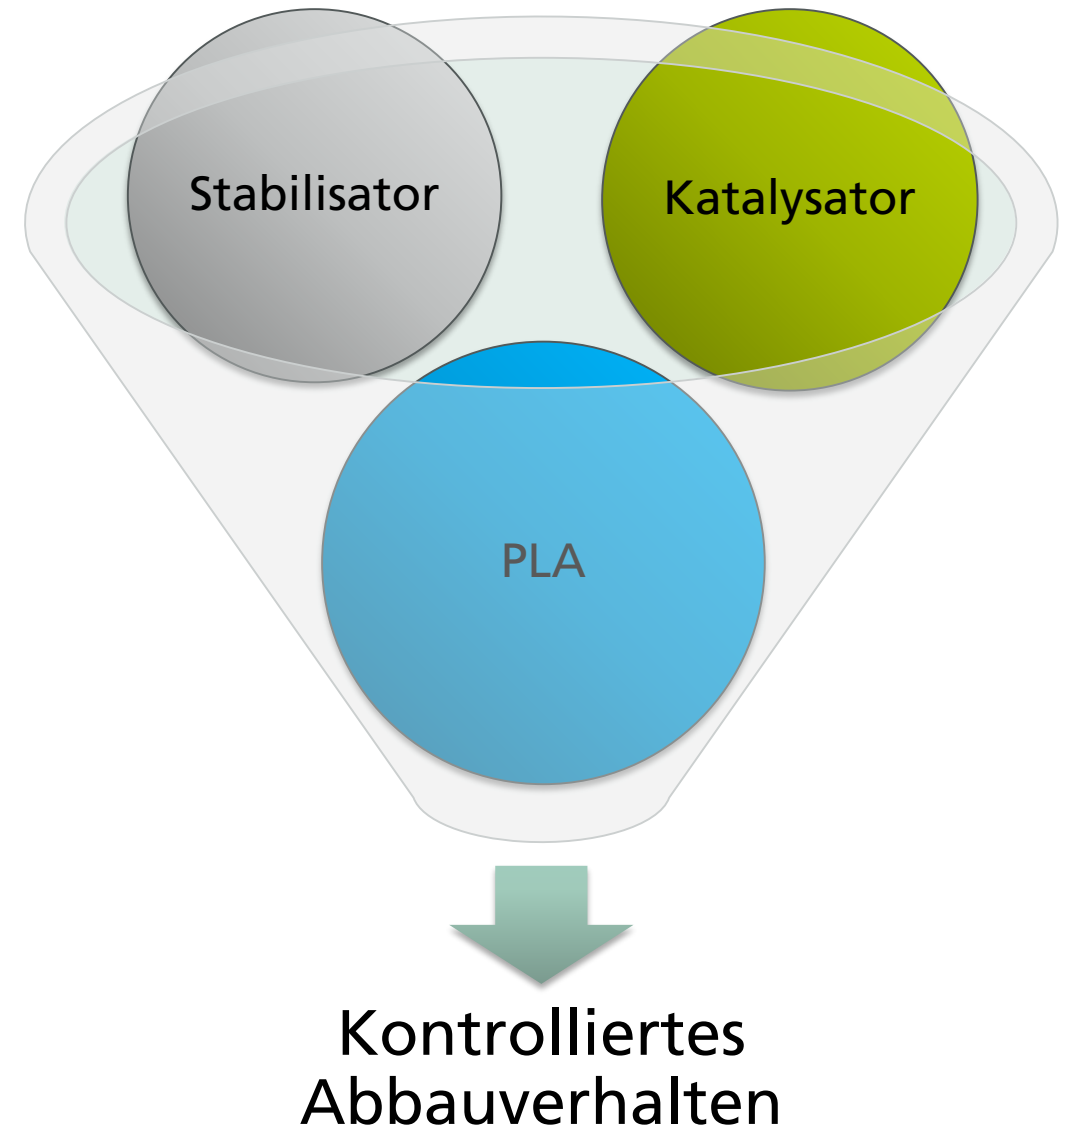 Stabilisator
Katalysator
PLA
Kontrolliertes
Abbauverhalten